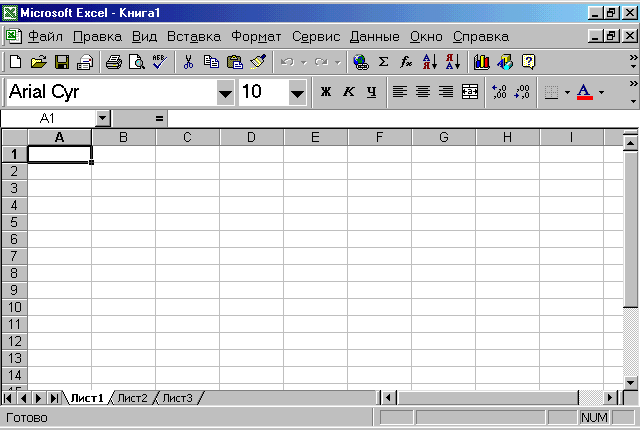 Microsoft Excel - Книга1
Файл Правка Вид Вставка Формат Сервис Данные Окно Справка
Arial Cyr 10 Ж К Ч
A1 =
A B C D E F G H I
1
2
3
4
5
6
7
8
9
10
11
12
13
14
15
Лист1 Лист2 Лист3
Готово NUM